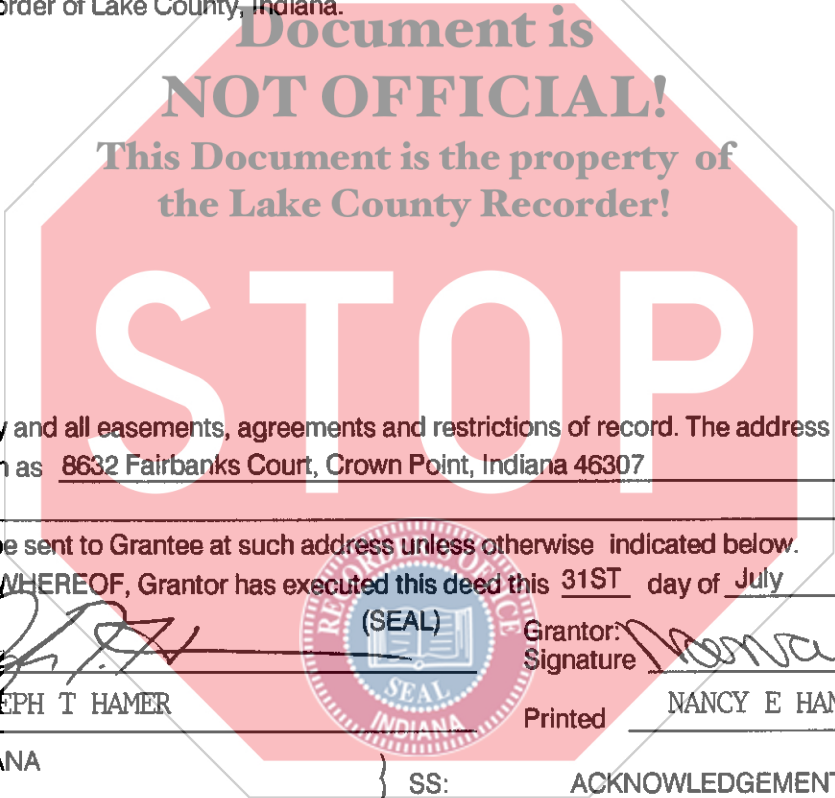 order of Lake County, Indiana.
Document is
NOT OFFICIAL!
This Document is the property of
the Lake County Recorder!
STOP
and all easements, agreements and restrictions of record. The address
as 8632 Fairbanks Court, Crown Point, Indiana 46307
sent to Grantee at such address unless otherwise indicated below.
WHEREOF, Grantor has executed this deed this 31ST day of July
(SEAL)
Grantor:
Signature
EPH T HAMER
Printed NANCY E HAM
RECORDER'S OFFICE
SEAL
INDIANA
ANA
SS: ACKNOWLEDGEMENT